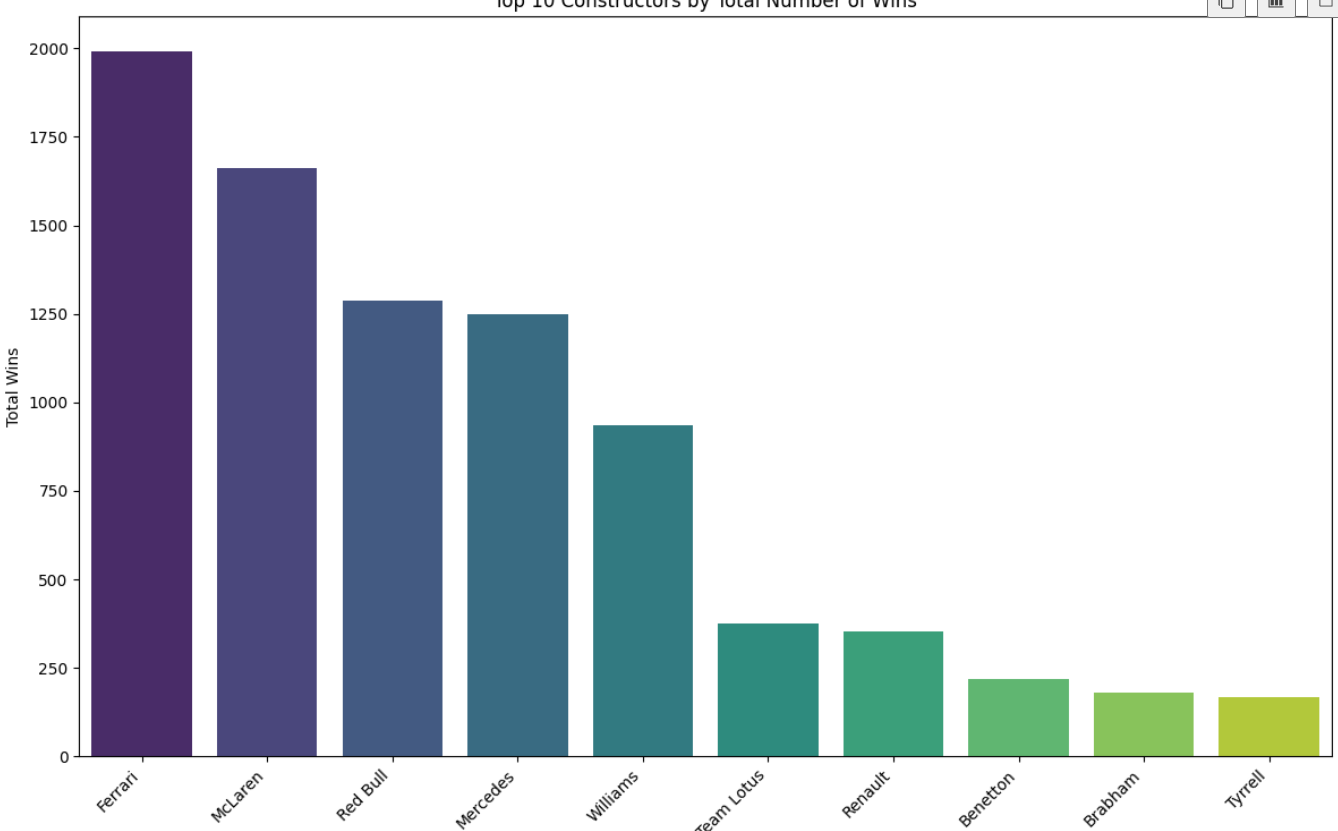 Top 10 Constructors by Total Number of Wins
2000
1750
1500
1250
1000
750
500
250
0
Total Wins
Ferrari
McLaren
Red Bull
Mercedes
Williams
Team Lotus
Renault
Benetton
Brabham
Tyrrell